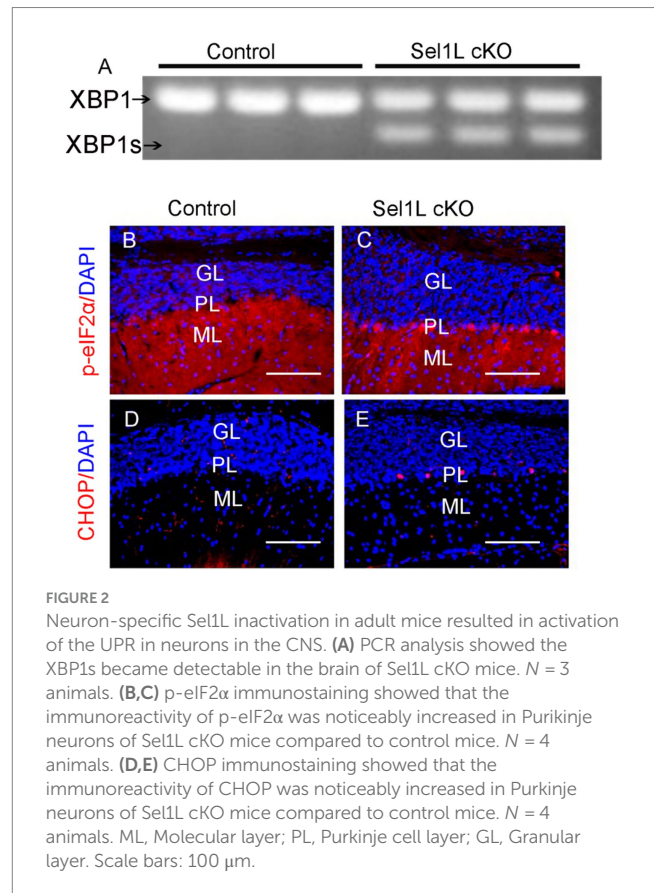 Control
Sel1L cKO
A
XBP1→
XBP1s→
Control
Sel1L cKO
p-eIF2α/DAPI
B
GL
PL
ML
C
GL
PL
ML
CHOP/DAPI
D
GL
PL
ML
E
GL
PL
ML
FIGURE 2
Neuron-specific Sel1L inactivation in adult mice resulted in activation
of the UPR in neurons in the CNS. (A) PCR analysis showed the
XBP1s became detectable in the brain of Sel1L cKO mice. N = 3
animals. (B,C) p-eIF2α immunostaining showed that the
immunoreactivity of p-eIF2α was noticeably increased in Purikinje
neurons of Sel1L cKO mice compared to control mice. N = 4
animals. (D,E) CHOP immunostaining showed that the
immunoreactivity of CHOP was noticeably increased in Purkinje
neurons of Sel1L cKO mice compared to control mice. N = 4
animals. ML, Molecular layer; PL, Purkinje cell layer; GL, Granular
layer. Scale bars: 100 μm.